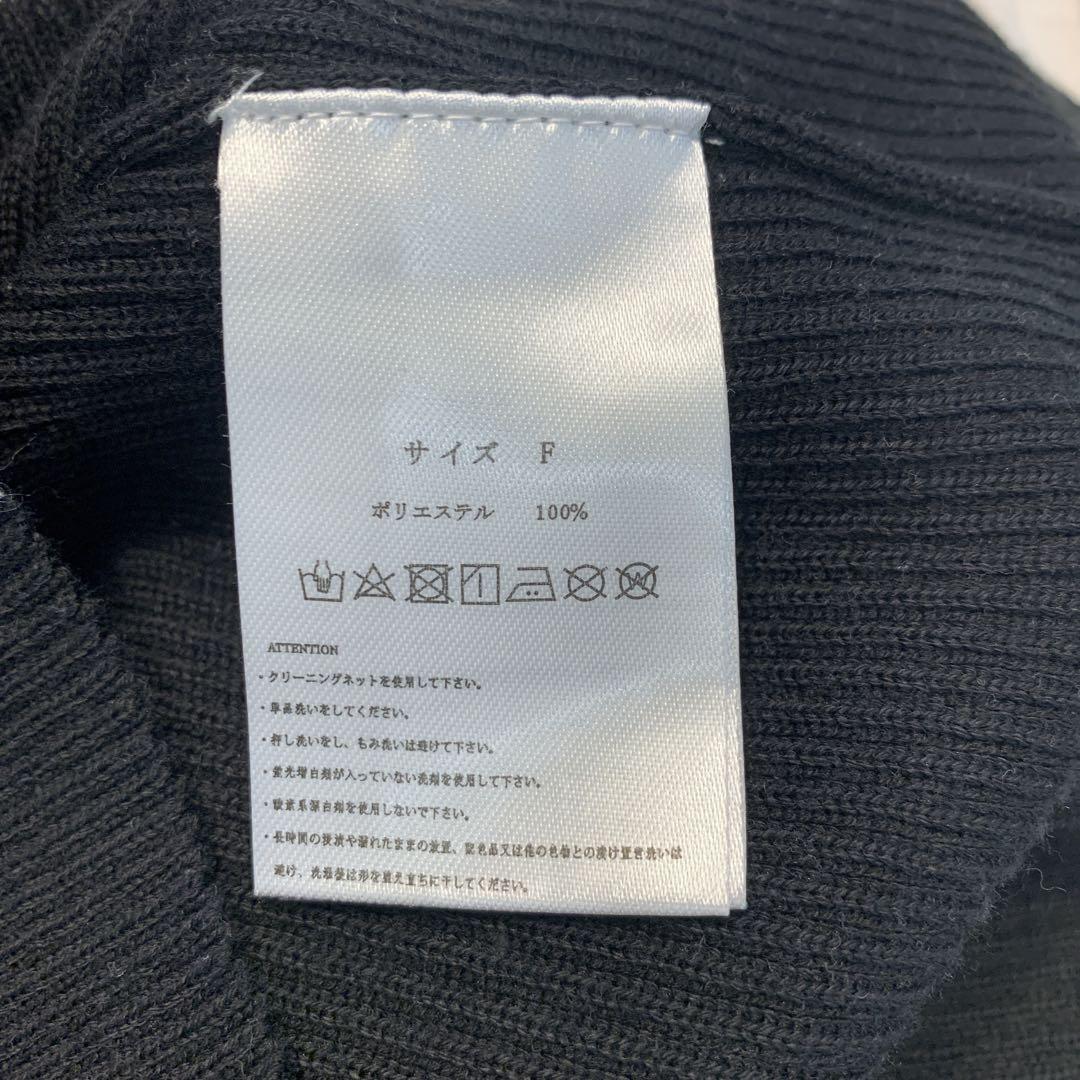 サイズ F
ポリエステル 100%
W
ATTENTION
・クリーニングネットを使用して下さい。
・単品洗いをしてください。
・押し洗いをし、もみ洗いは避けて下さい。
・蛍光増白剤が入っていない洗剤を使用して下さい。
・酸素系漂白剤を使用しないで下さい。
・長時間の浸漬や濡れたままの放置、配色品又は他の色物との漬け置き洗いは
避け、洗濯後は形を整え直ちに干してください。